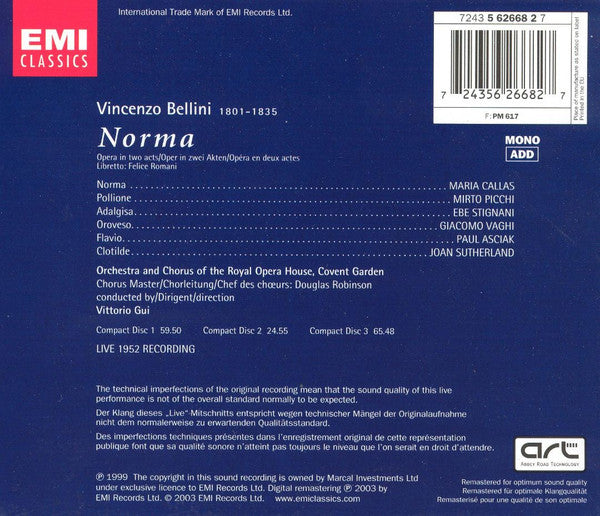 International Trade Mark of EMI Records Ltd.
EMI
CLASSICS
7243 5 62668 2 7
7 24356 26682 7
F: PM 617
Place of manufacture as stated on label
Printed in the EU
Vincenzo Bellini 1801-1835
Norma
MONO
ADD
Opera in two acts/Oper in zwei Akten/Opéra en deux actes
Libretto: Felice Romani
Norma ........ MARIA CALLAS
Pollione ........ MIRTO PICCHI
Adalgisa ........ EBE STIGNANI
Oroveso ........ GIACOMO VAGHI
Flavio ........ PAUL ASCIAK
Clotilde ........ JOAN SUTHERLAND
Orchestra and Chorus of the Royal Opera House, Covent Garden
Chorus Master/Chorleitung/Chef des chœurs: Douglas Robinson
conducted by/Dirigent/direction
Vittorio Gui
Compact Disc 1 59.50 Compact Disc 2 24.55 Compact Disc 3 65.48
LIVE 1952 RECORDING
The technical imperfections of the original recording mean that the sound quality of this live
performance is not of the overall standard normally to be expected.
Der Klang dieses „Live"-Mitschnitts entspricht wegen technischer Mängel der Originalaufnahme
nicht dem normalerweise zu erwartenden Qualitätsstandard.
Des imperfections techniques présentes dans l'enregistrement original de cette représentation
publique font que sa qualité sonore n'atteint pas toujours le niveau que l'on serait en droit d'attendre.
art
ABBEY ROAD TECHNOLOGY
℗ 1999 The copyright in this sound recording is owned by Marcal Investments Ltd
under exclusive licence to EMI Records Ltd. Digital remastering ℗ 2003 by
EMI Records Ltd. © 2003 EMI Records Ltd. www.emiclassics.com
Remastered for optimum sound quality
Remastered für optimale Klangqualität
Remasterisé pour une qualité de son optimale